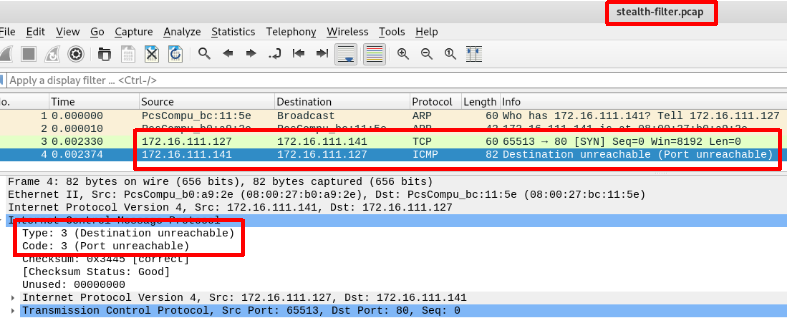 stealth-filter.pcap
File Edit View Go Capture Analyze Statistics Telephony Wireless Tools Help
Apply a display filter ... <Ctrl-/>
No. Time Source Destination Protocol Length Info
1 0.000000 PcsCompu_bc:11:5e Broadcast ARP 60 Who has 172.16.111.141? Tell 172.16.111.127
2 0.000010 PcsCompu_b0:a9:2e PcsCompu_bc:11:5e ARP 42 172.16.111.141 is at 08:00:27:b0:a9:2e
3 0.002330 172.16.111.127 172.16.111.141 TCP 60 65513 → 80 [SYN] Seq=0 Win=8192 Len=0
4 0.002374 172.16.111.141 172.16.111.127 ICMP 82 Destination unreachable (Port unreachable)
Frame 4: 82 bytes on wire (656 bits), 82 bytes captured (656 bits)
Ethernet II, Src: PcsCompu_b0:a9:2e (08:00:27:b0:a9:2e), Dst: PcsCompu_bc:11:5e (08:00:27:bc:11:5e)
Internet Protocol Version 4, Src: 172.16.111.141, Dst: 172.16.111.127
Internet Control Message Protocol
Type: 3 (Destination unreachable)
Code: 3 (Port unreachable)
Checksum: 0x3445 [correct]
[Checksum Status: Good]
Unused: 00000000
Internet Protocol Version 4, Src: 172.16.111.127, Dst: 172.16.111.141
Transmission Control Protocol, Src Port: 65513, Dst Port: 80, Seq: 0